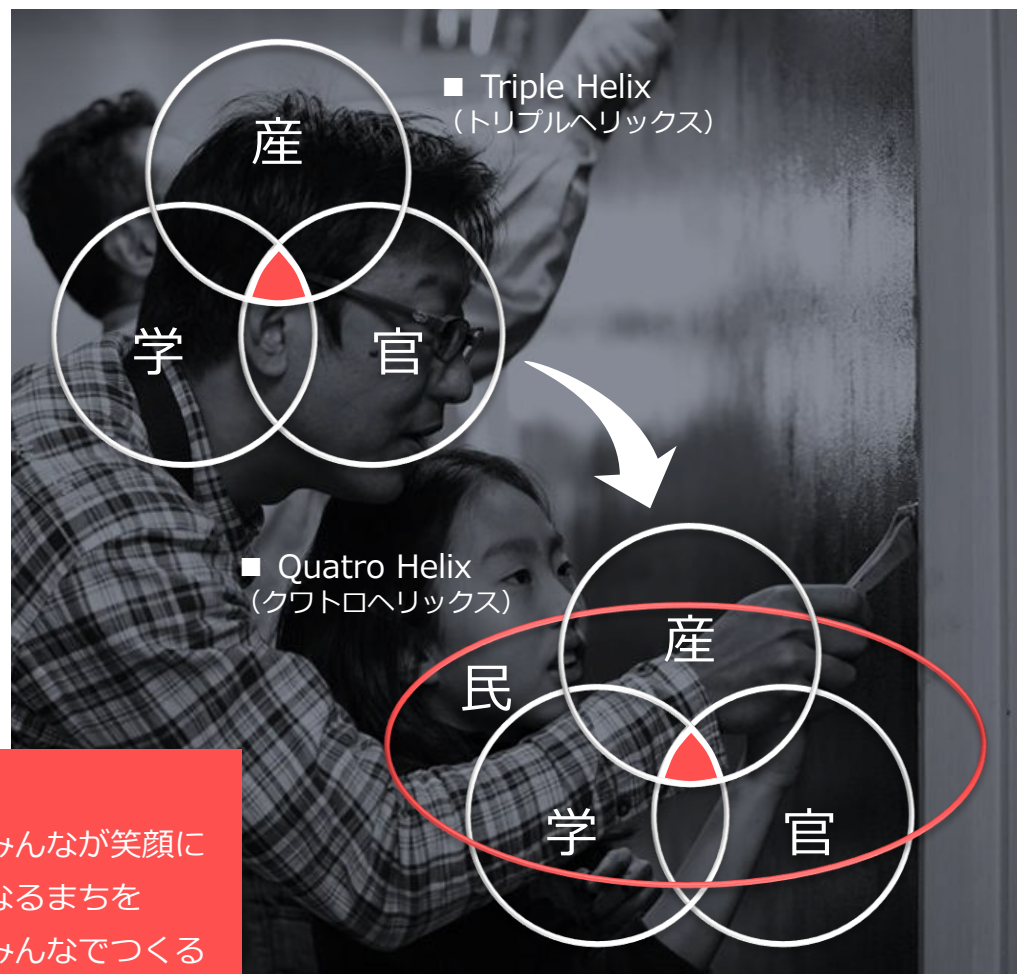 ■ Triple Helix
（トリプルヘリックス）
産
学
官
■ Quatro Helix
（クワトロヘリックス）
産
民
学
官
みんなが笑顔に
なるまちを
みんなでつくる